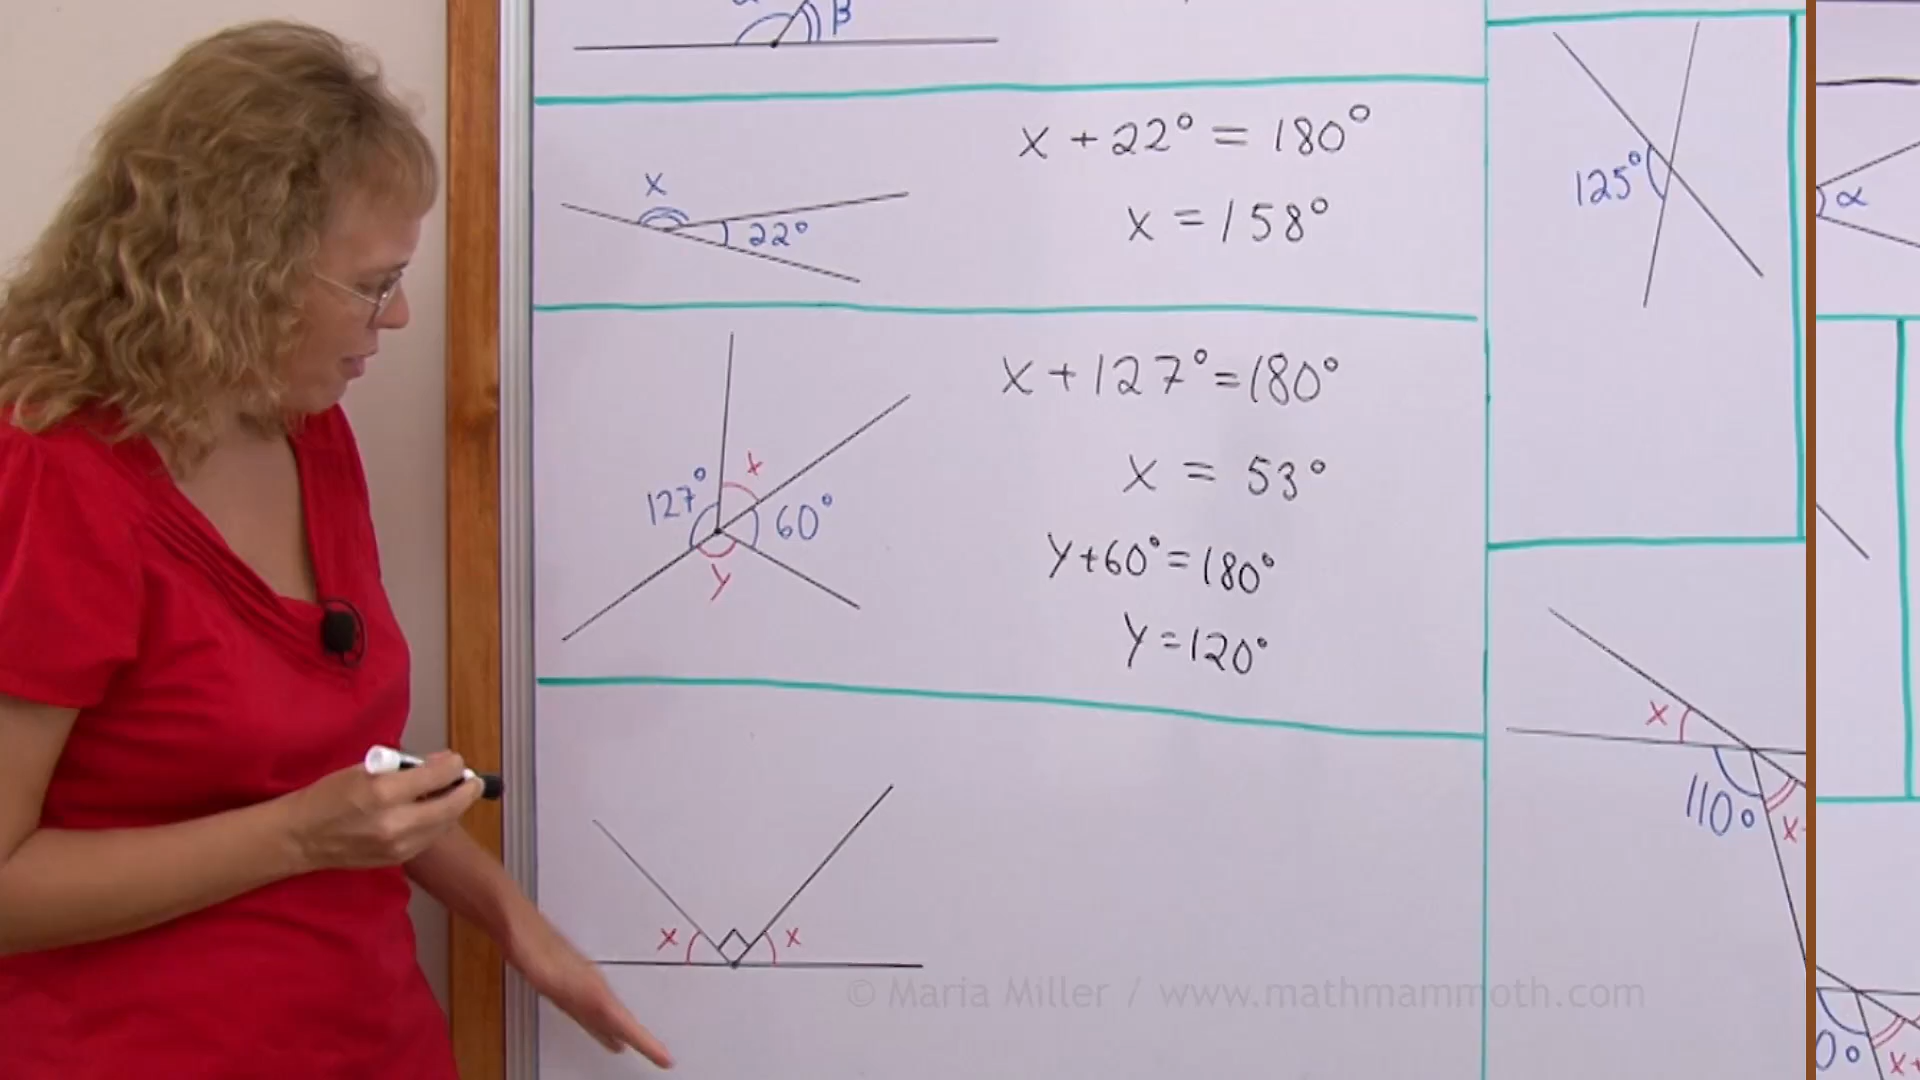 β
x + 22° = 180°
x
22°
x = 158°
x + 127° = 180°
x
127°
60°
y
x = 53°
y + 60° = 180°
y = 120°
x
x
© Maria Miller / www.mathmammoth.com
125°
α
x
110°
x
0°
x+